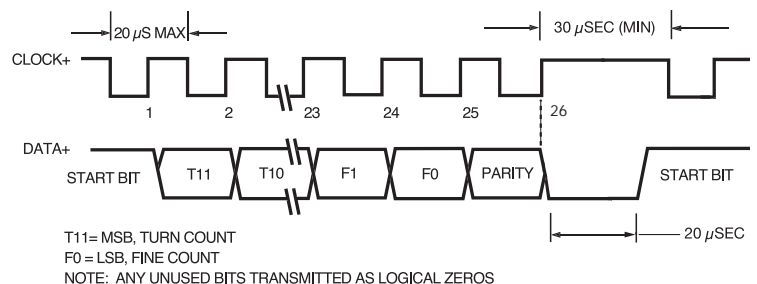 20 µS MAX
30 µSEC (MIN)
CLOCK+
1 2 23 24 25 26
DATA+
START BIT T11 T10 F1 F0 PARITY START BIT
20 µSEC
T11= MSB, TURN COUNT
F0 = LSB, FINE COUNT
NOTE: ANY UNUSED BITS TRANSMITTED AS LOGICAL ZEROS